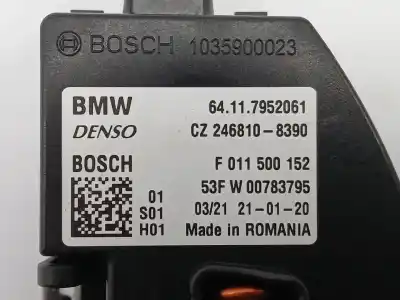 BOSCH 1035900023
BMW 64.11.7952061
DENSO CZ 246810-8390
BOSCH F 011 500 152
53F W 00783795
01
S01 03/21 21-01-20
H01 Made in ROMANIA